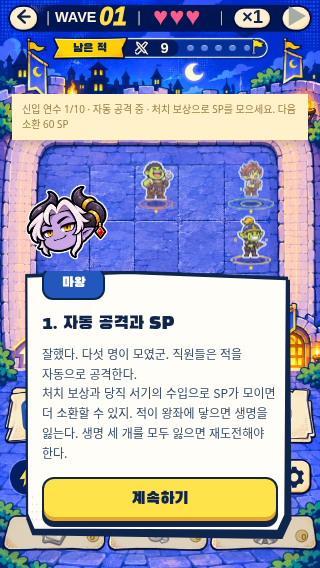 WAVE 01
×1
남은 적
9
신입 연수 1/10 · 자동 공격 중 · 처치 보상으로 SP를 모으세요. 다음
소환 60 SP
마왕
1. 자동 공격과 SP
잘했다. 다섯 명이 모였군. 직원들은 적을
자동으로 공격한다.
처치 보상과 당직 서기의 수입으로 SP가 모이면
더 소환할 수 있지. 적이 왕좌에 닿으면 생명을
잃는다. 생명 세 개를 모두 잃으면 재도전해야
한다.
계속하기